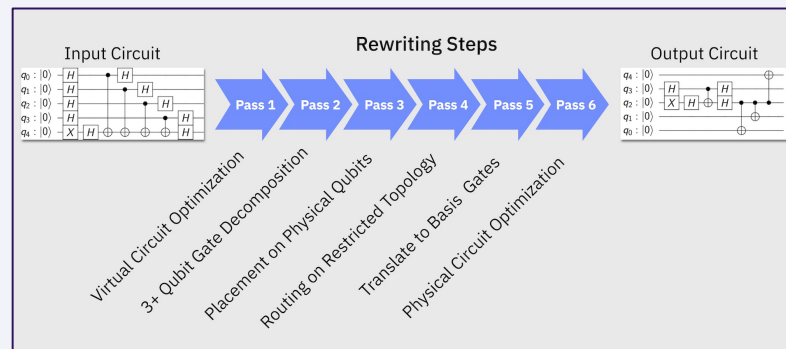 Rewriting Steps
Input Circuit
q₀ : |0⟩ H H
q₁ : |0⟩ H H
q₂ : |0⟩ H H
q₃ : |0⟩ H H
q₄ : |0⟩ X H H
Pass 1
Pass 2
Pass 3
Pass 4
Pass 5
Pass 6
Output Circuit
q₄ : |0⟩
q₃ : |0⟩ H H
q₂ : |0⟩ X H H
q₁ : |0⟩
q₀ : |0⟩
Virtual Circuit Optimization
3+ Qubit Gate Decomposition
Placement on Physical Qubits
Routing on Restricted Topology
Translate to Basis Gates
Physical Circuit Optimization